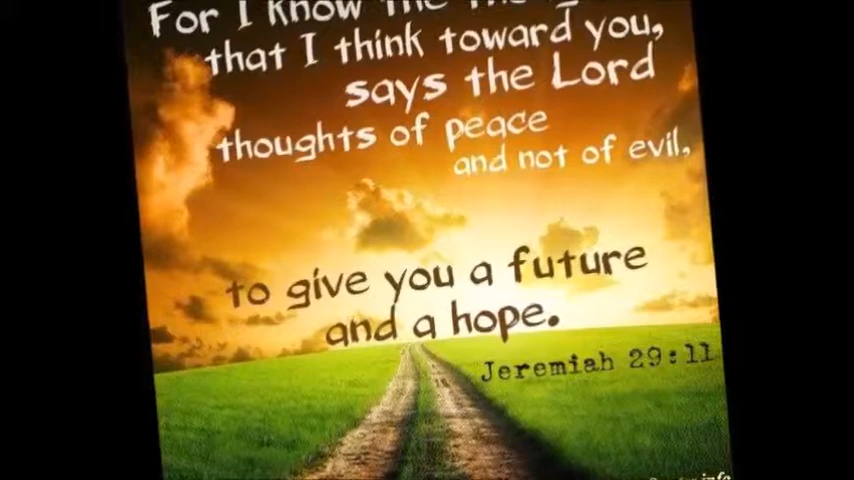 For I know the
that I think toward you,
says the Lord
thoughts of peace
and not of evil,
to give you a future
and a hope.
Jeremiah 29:11